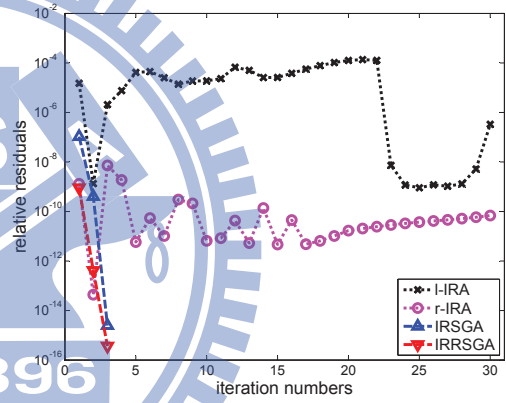 10^-2
10^-4
10^-6
10^-8
10^-10
10^-12
10^-14
10^-16
relative residuals
0 5 10 15 20 25 30
iteration numbers
l-IRA
r-IRA
IRSGA
IRRSGA
396